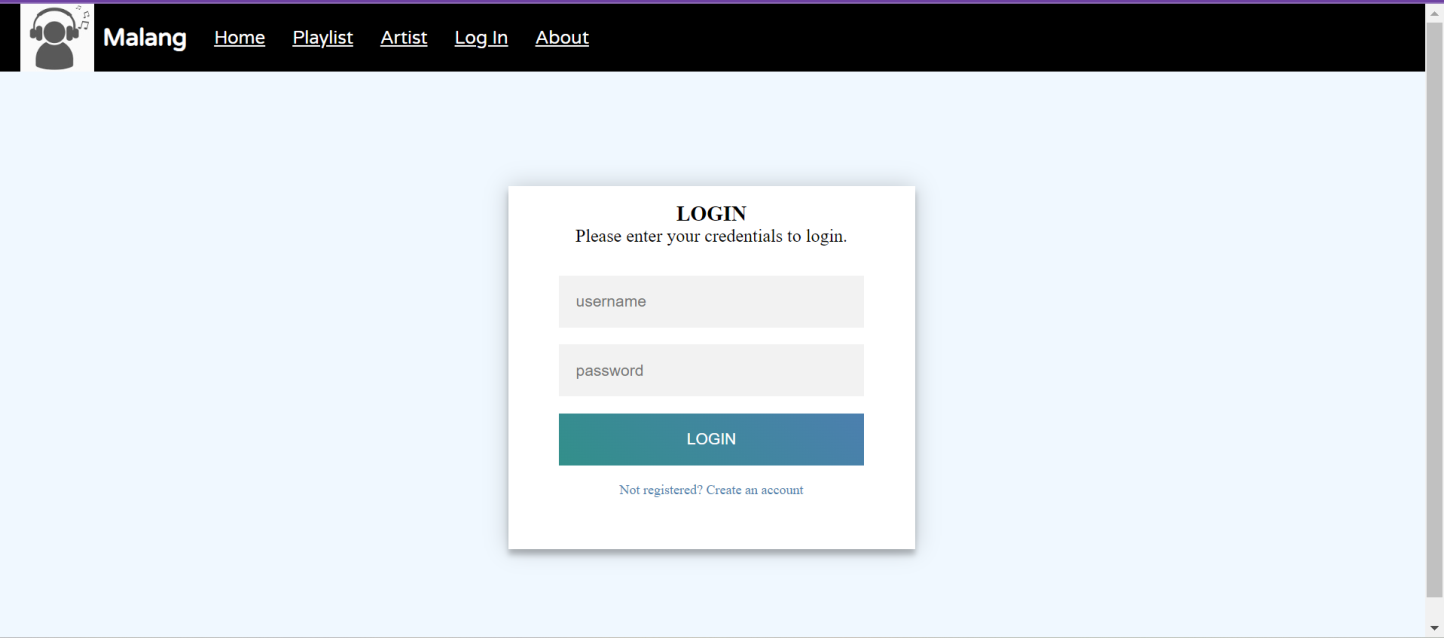 Malang Home Playlist Artist Log In About
LOGIN
Please enter your credentials to login.
username
password
LOGIN
Not registered? Create an account